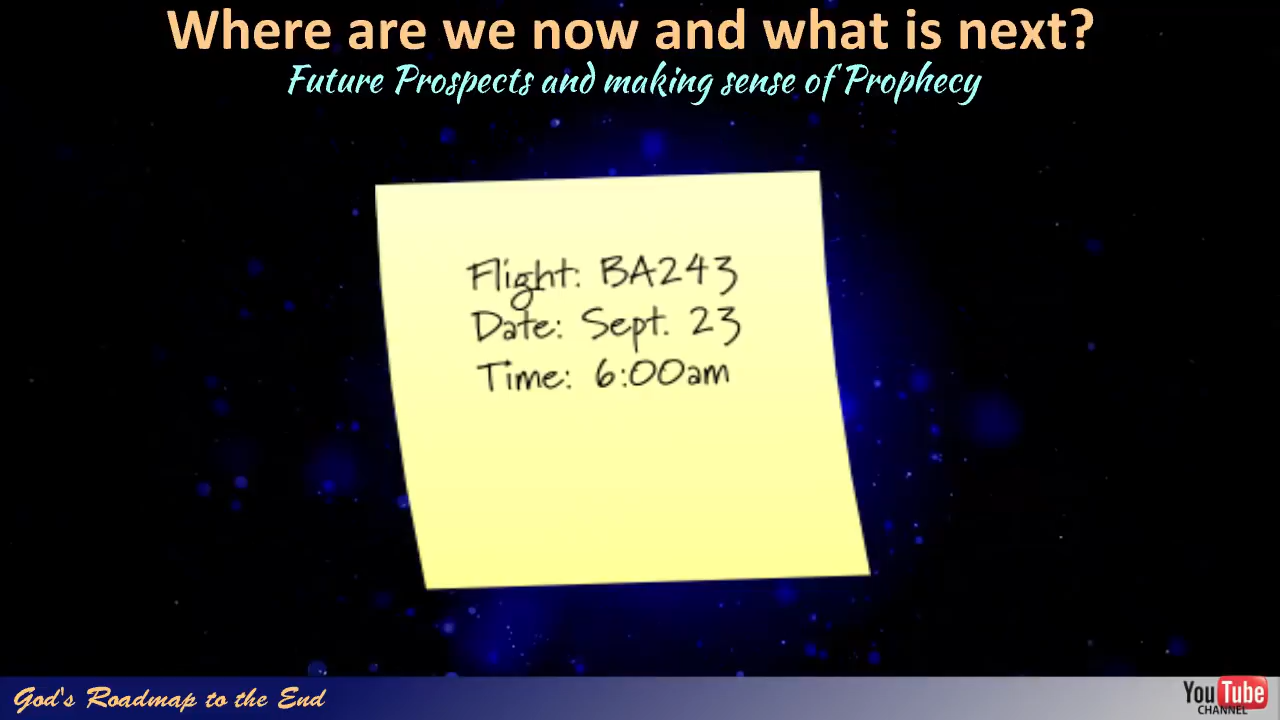 Where are we now and what is next?
Future Prospects and making sense of Prophecy
Flight: BA243
Date: Sept. 23
Time: 6:00am
God's Roadmap to the End
YouTube
CHANNEL